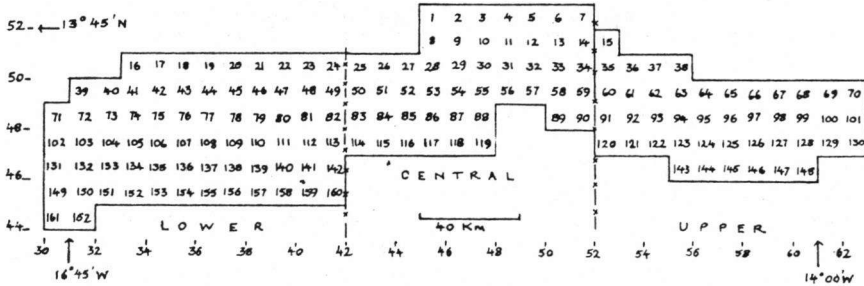 1 2 3 4 5 6 7
52 13°45'N
8 9 10 11 12 13 14 15
16 17 18 19 20 21 22 23 24 25 26 27 28 29 30 31 32 33 34 35 36 37 38
50
39 40 41 42 43 44 45 46 47 48 49 50 51 52 53 54 55 56 57 58 59 60 61 62 63 64 65 66 67 68 69 70
71 72 73 74 75 76 77 78 79 80 81 82 83 84 85 86 87 88 89 90 91 92 93 94 95 96 97 98 99 100 101
48
102 103 104 105 106 107 108 109 110 111 112 113 114 115 116 117 118 119 120 121 122 123 124 125 126 127 128 129 130
131 132 133 134 135 136 137 138 139 140 141 142 143 144 145 146 147 148
46 CENTRAL
149 150 151 152 153 154 155 156 157 158 159 160
161 162
44 LOWER 40 Km UPPER
30 32 34 36 38 40 42 44 46 48 50 52 54 56 58 60 62
16°45'W 14°00'W